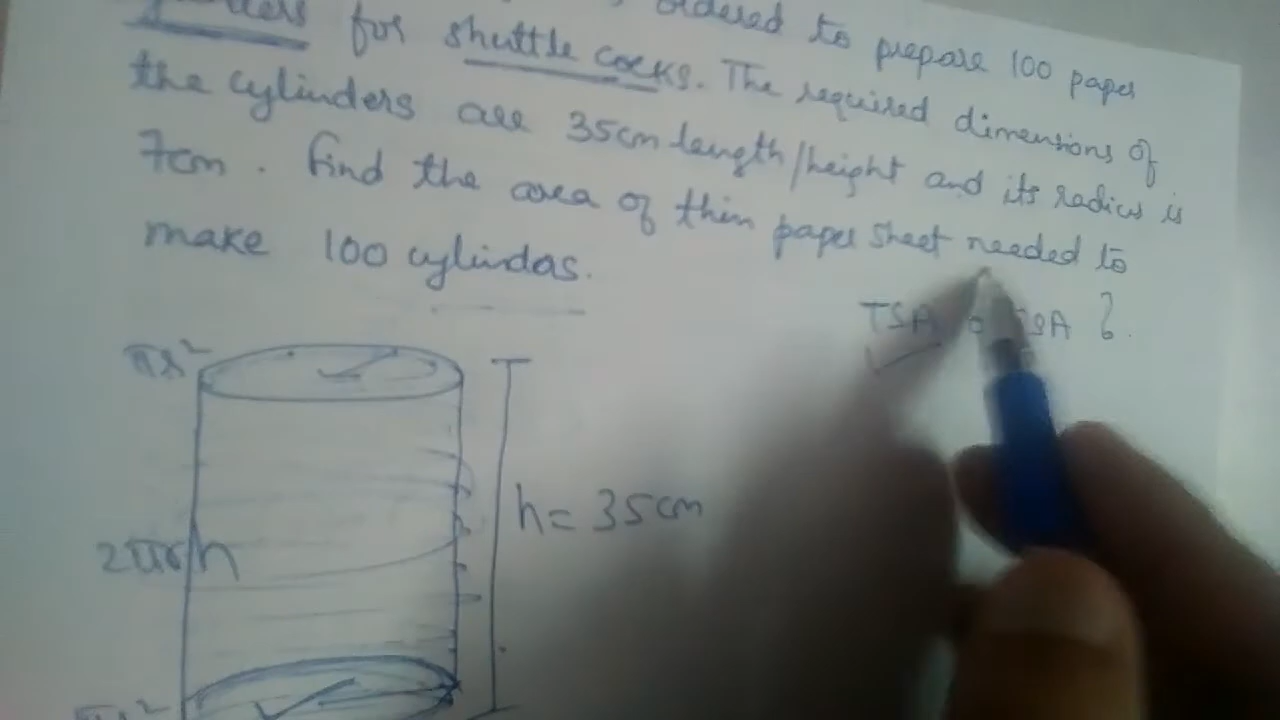 ordered to prepare 100 paper
for shuttle cocks. The required dimensions of
the cylinders are 35cm length/height and its radius is
7cm. Find the area of thin paper sheet needed to
make 100 cylindas.
TSA
πr²
h = 35cm
2πrh